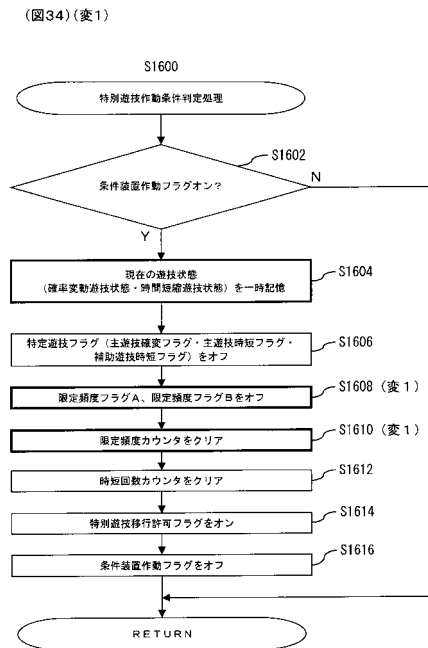 (図34)(変1)
S1600
特別遊技作動条件判定処理
S1602
条件装置作動フラグオン?
N
Y
現在の遊技状態
(確率変動遊技状態・時間短縮遊技状態)を一時記憶
S1604
特定遊技フラグ(主遊技確変フラグ・主遊技時短フラグ・
補助遊技時短フラグ)をオフ
S1606
限定頻度フラグA、限定頻度フラグBをオフ
S1608(変1)
限定頻度カウンタをクリア
S1610(変1)
時短回数カウンタをクリア
S1612
特別遊技移行許可フラグをオン
S1614
条件装置作動フラグをオフ
S1616
RETURN